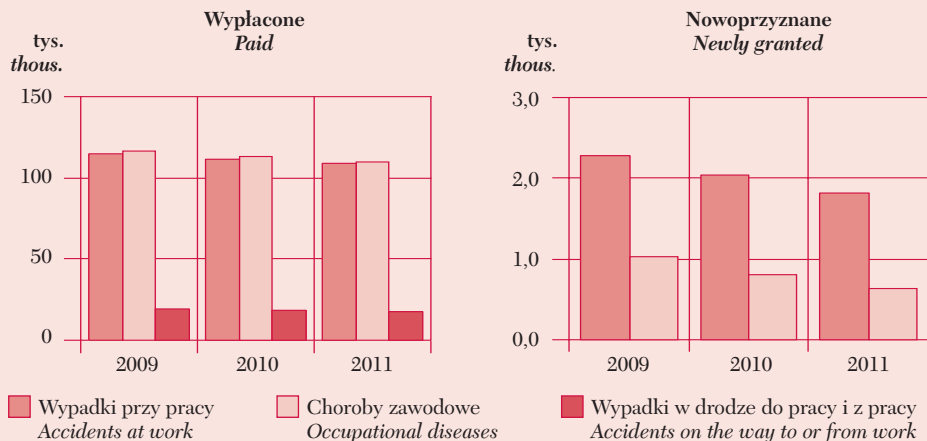 Wypłacone
Paid
tys.
thous.
150
100
50
0
2009
2010
2011
Nowoprzyznane
Newly granted
tys.
thous.
3,0
2,0
1,0
0,0
2009
2010
2011
Wypadki przy pracy
Accidents at work
Choroby zawodowe
Occupational diseases
Wypadki w drodze do pracy i z pracy
Accidents on the way to or from work